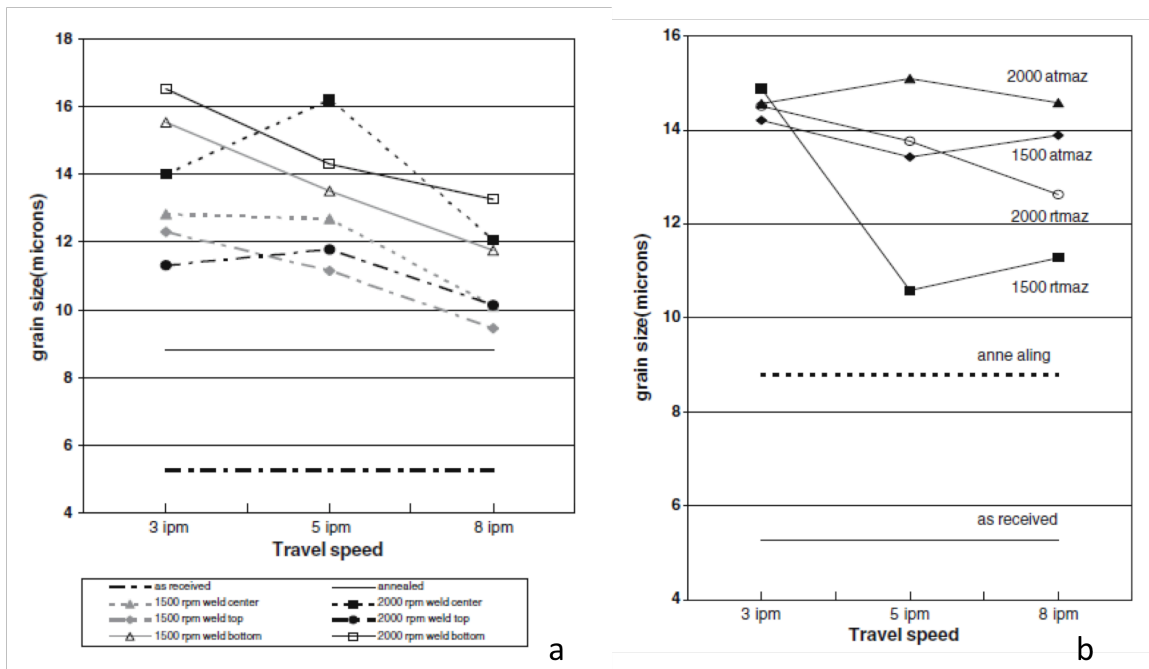 18
16
14
12
10
8
6
4
grain size(microns)
3 ipm 5 ipm 8 ipm
Travel speed
as received annealed
1500 rpm weld center 2000 rpm weld center
1500 rpm weld top 2000 rpm weld top
1500 rpm weld bottom 2000 rpm weld bottom
a
16
14
12
10
8
6
4
grain size(microns)
2000 atmaz
1500 atmaz
2000 rtmaz
1500 rtmaz
anne aling
as received
3 ipm 5 ipm 8 ipm
Travel speed
b